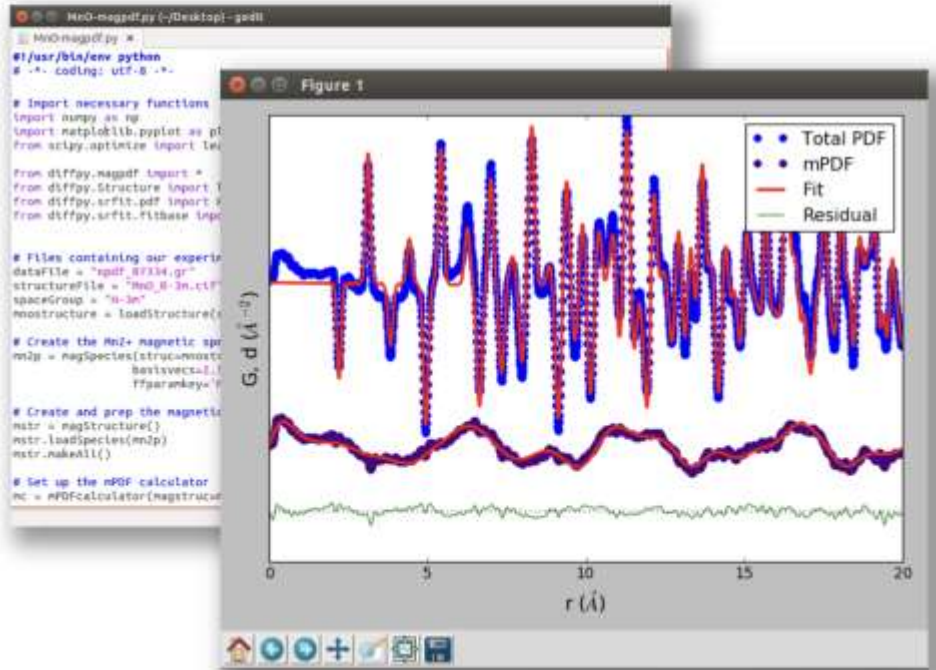 MnO-magpdf.py (~/Desktop) - gedit
MnO-magpdf.py ×
#!/usr/bin/env python
# -*- coding: utf-8 -*-
# Import necessary functions
import numpy as np
import matplotlib.pyplot as pl
from scipy.optimize import lea
from diffpy.magpdf import *
from diffpy.Structure import
from diffpy.srfit.pdf import
from diffpy.srfit.fitbase impo
# Files containing our experim
dataFile = "npdf_07334.gr"
structureFile = "MnO_R-3m.cif"
spaceGroup = "H-3m"
mnostructure = loadStructure(
# Create the Mn2+ magnetic spe
mn2p = magSpecies(struc=mnost
basisvecs=2.
ffparamkey='
# Create and prep the magnetic
mstr = magStructure()
mstr.loadSpecies(mn2p)
mstr.makeAll()
# Set up the mPDF calculator
mc = mPDFcalculator(magstruc=m
Figure 1
Total PDF
mPDF
Fit
Residual
G, d (Å⁻²)
0 5 10 15 20
r (Å)